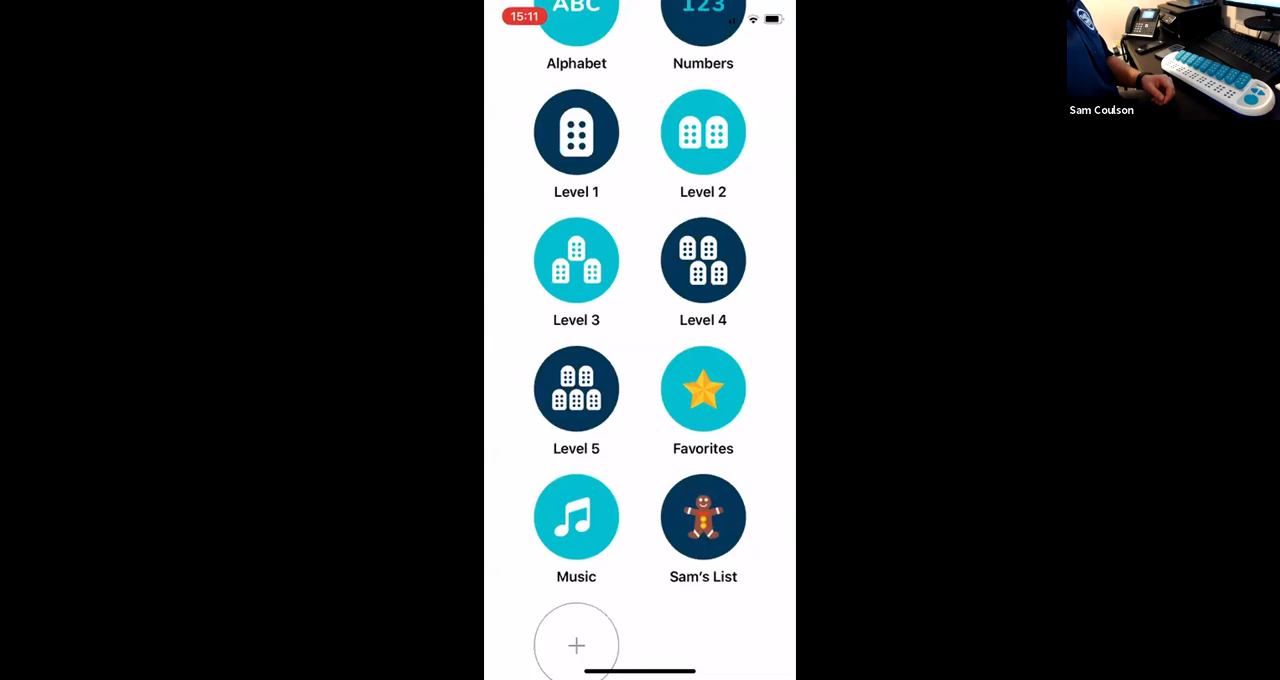 15:11
ABC
123
Alphabet
Numbers
Level 1
Level 2
Level 3
Level 4
Level 5
Favorites
Music
Sam's List
Sam Coulson